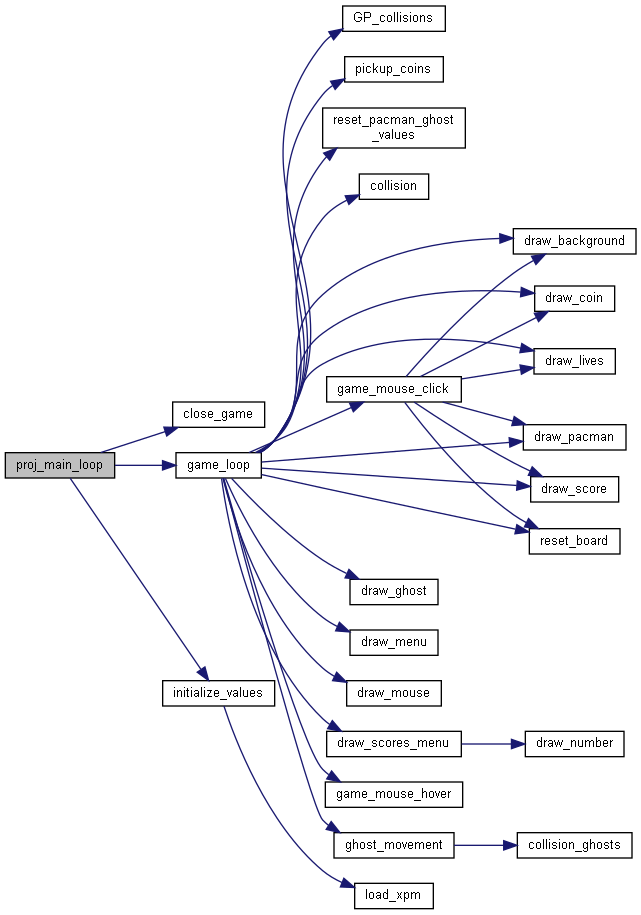 GP_collisions
pickup_coins
reset_pacman_ghost
_values
collision
draw_background
draw_coin
draw_lives
game_mouse_click
close_game
draw_pacman
proj_main_loop
game_loop
draw_score
reset_board
draw_ghost
draw_menu
initialize_values
draw_mouse
draw_scores_menu
draw_number
game_mouse_hover
ghost_movement
collision_ghosts
load_xpm